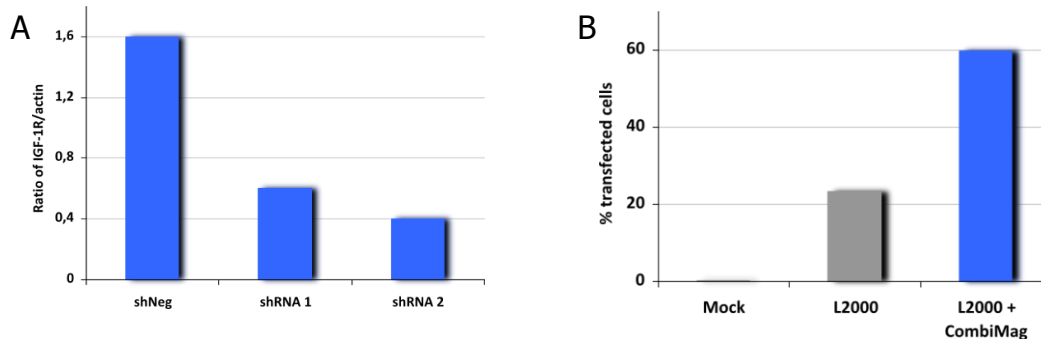 A
Ratio of IGF-1R/actin
1,6
1,2
0,8
0,4
0
shNeg
shRNA 1
shRNA 2
B
% transfected cells
60
40
20
0
Mock
L2000
L2000 +
CombiMag